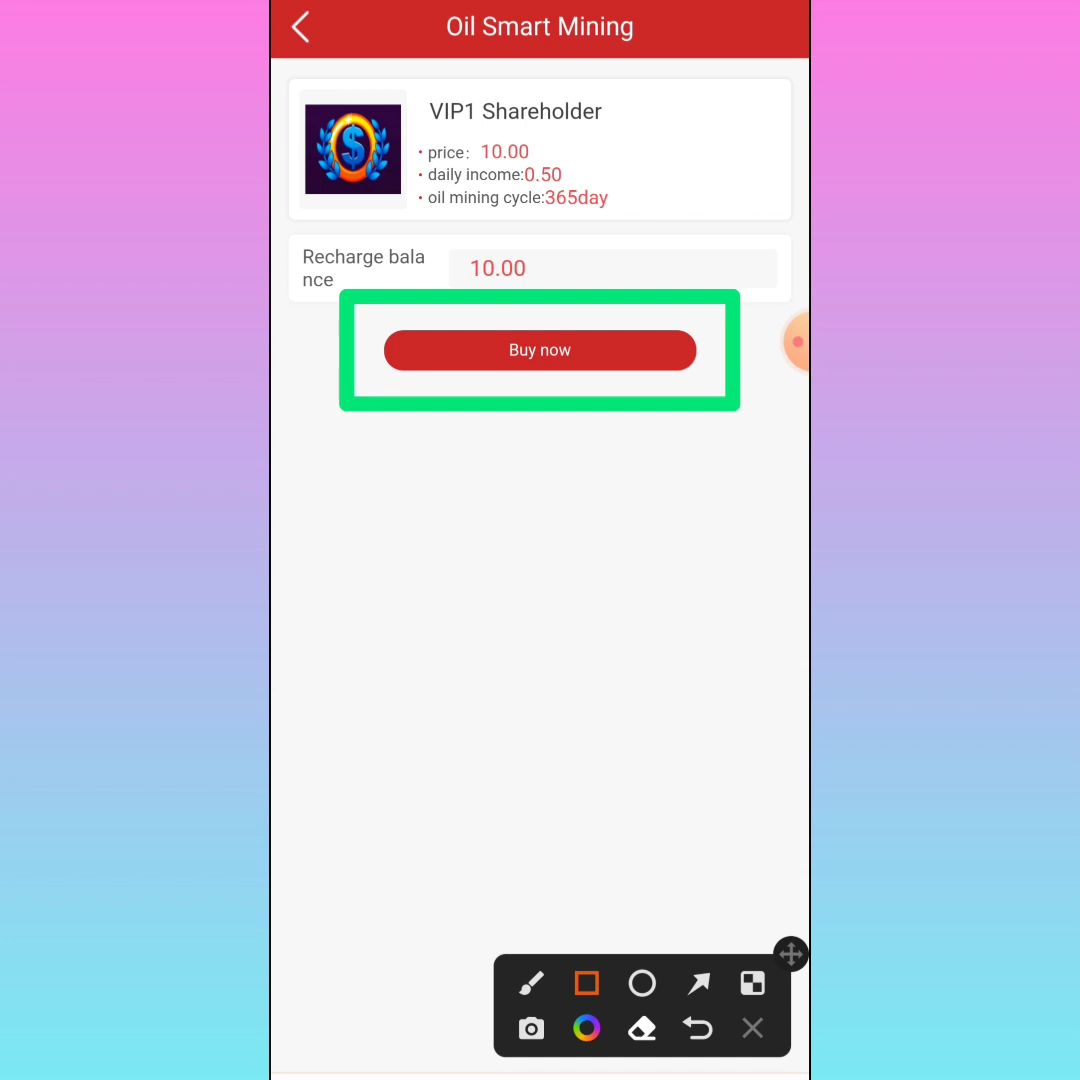 Oil Smart Mining
VIP1 Shareholder
• price: 10.00
• daily income:0.50
• oil mining cycle:365day
Recharge bala
nce
10.00
Buy now